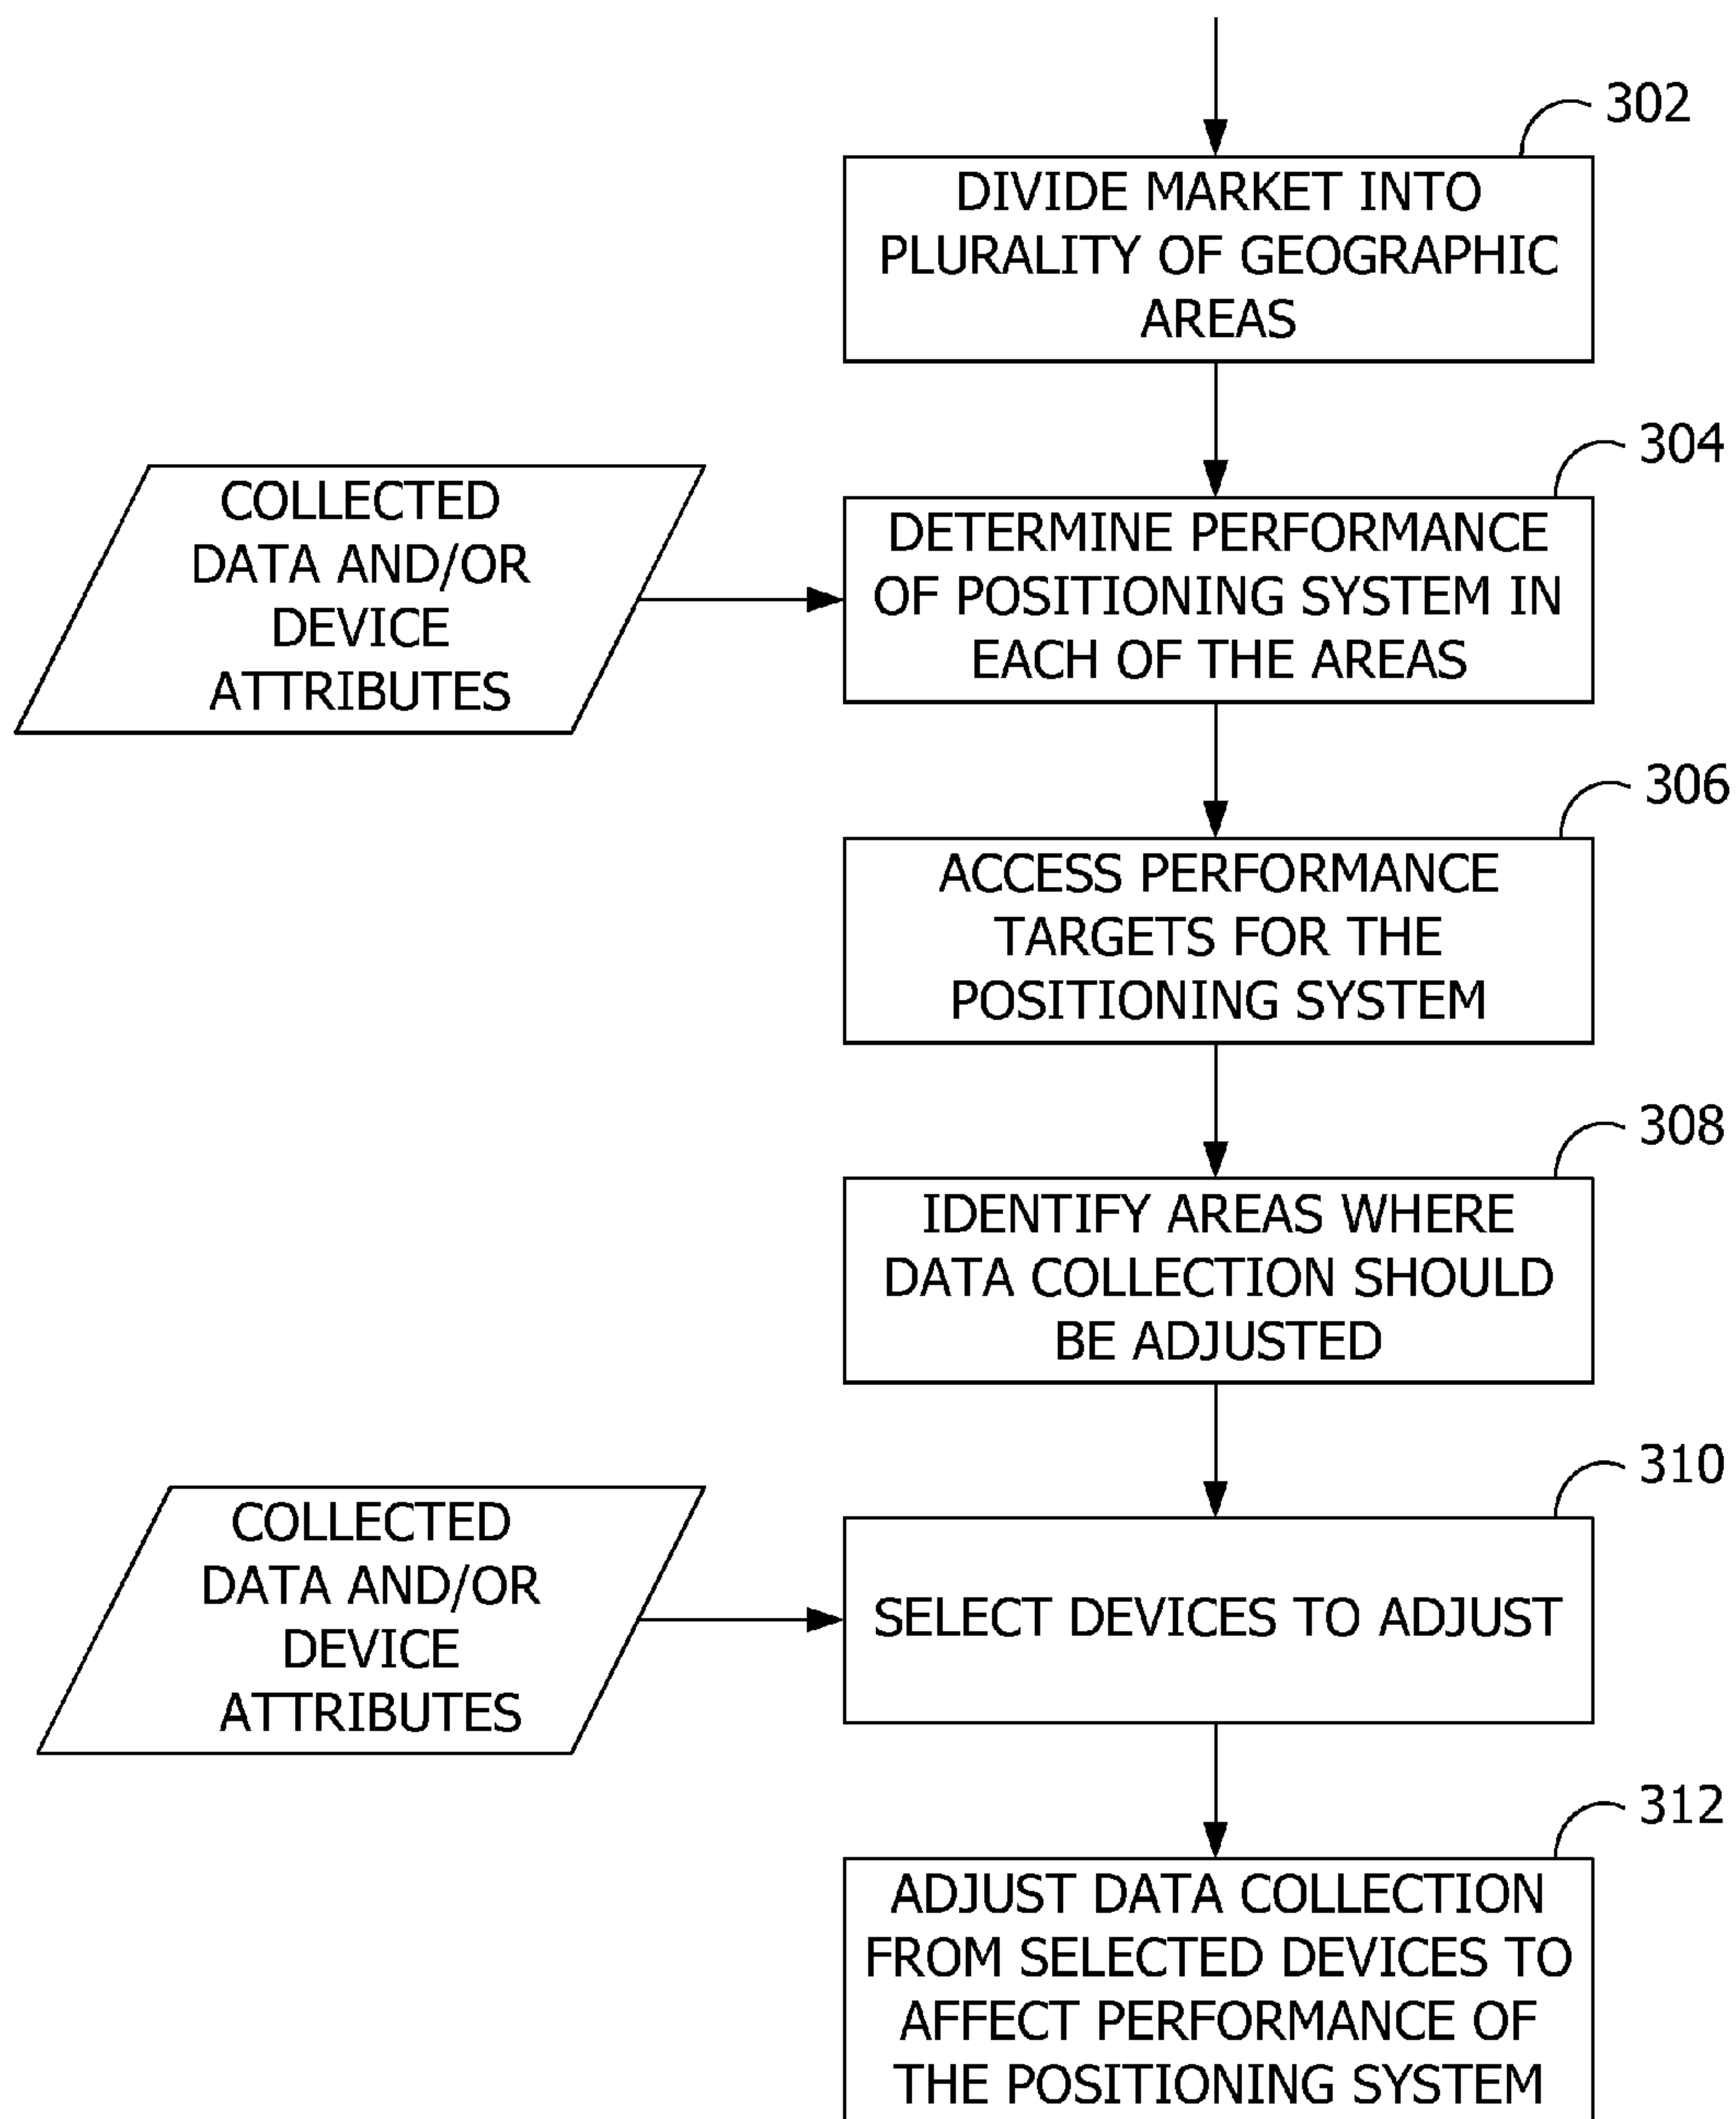 302
DIVIDE MARKET INTO
PLURALITY OF GEOGRAPHIC
AREAS
304
COLLECTED
DATA AND/OR
DEVICE
ATTRIBUTES
DETERMINE PERFORMANCE
OF POSITIONING SYSTEM IN
EACH OF THE AREAS
306
ACCESS PERFORMANCE
TARGETS FOR THE
POSITIONING SYSTEM
308
IDENTIFY AREAS WHERE
DATA COLLECTION SHOULD
BE ADJUSTED
310
COLLECTED
DATA AND/OR
DEVICE
ATTRIBUTES
SELECT DEVICES TO ADJUST
312
ADJUST DATA COLLECTION
FROM SELECTED DEVICES TO
AFFECT PERFORMANCE OF
THE POSITIONING SYSTEM